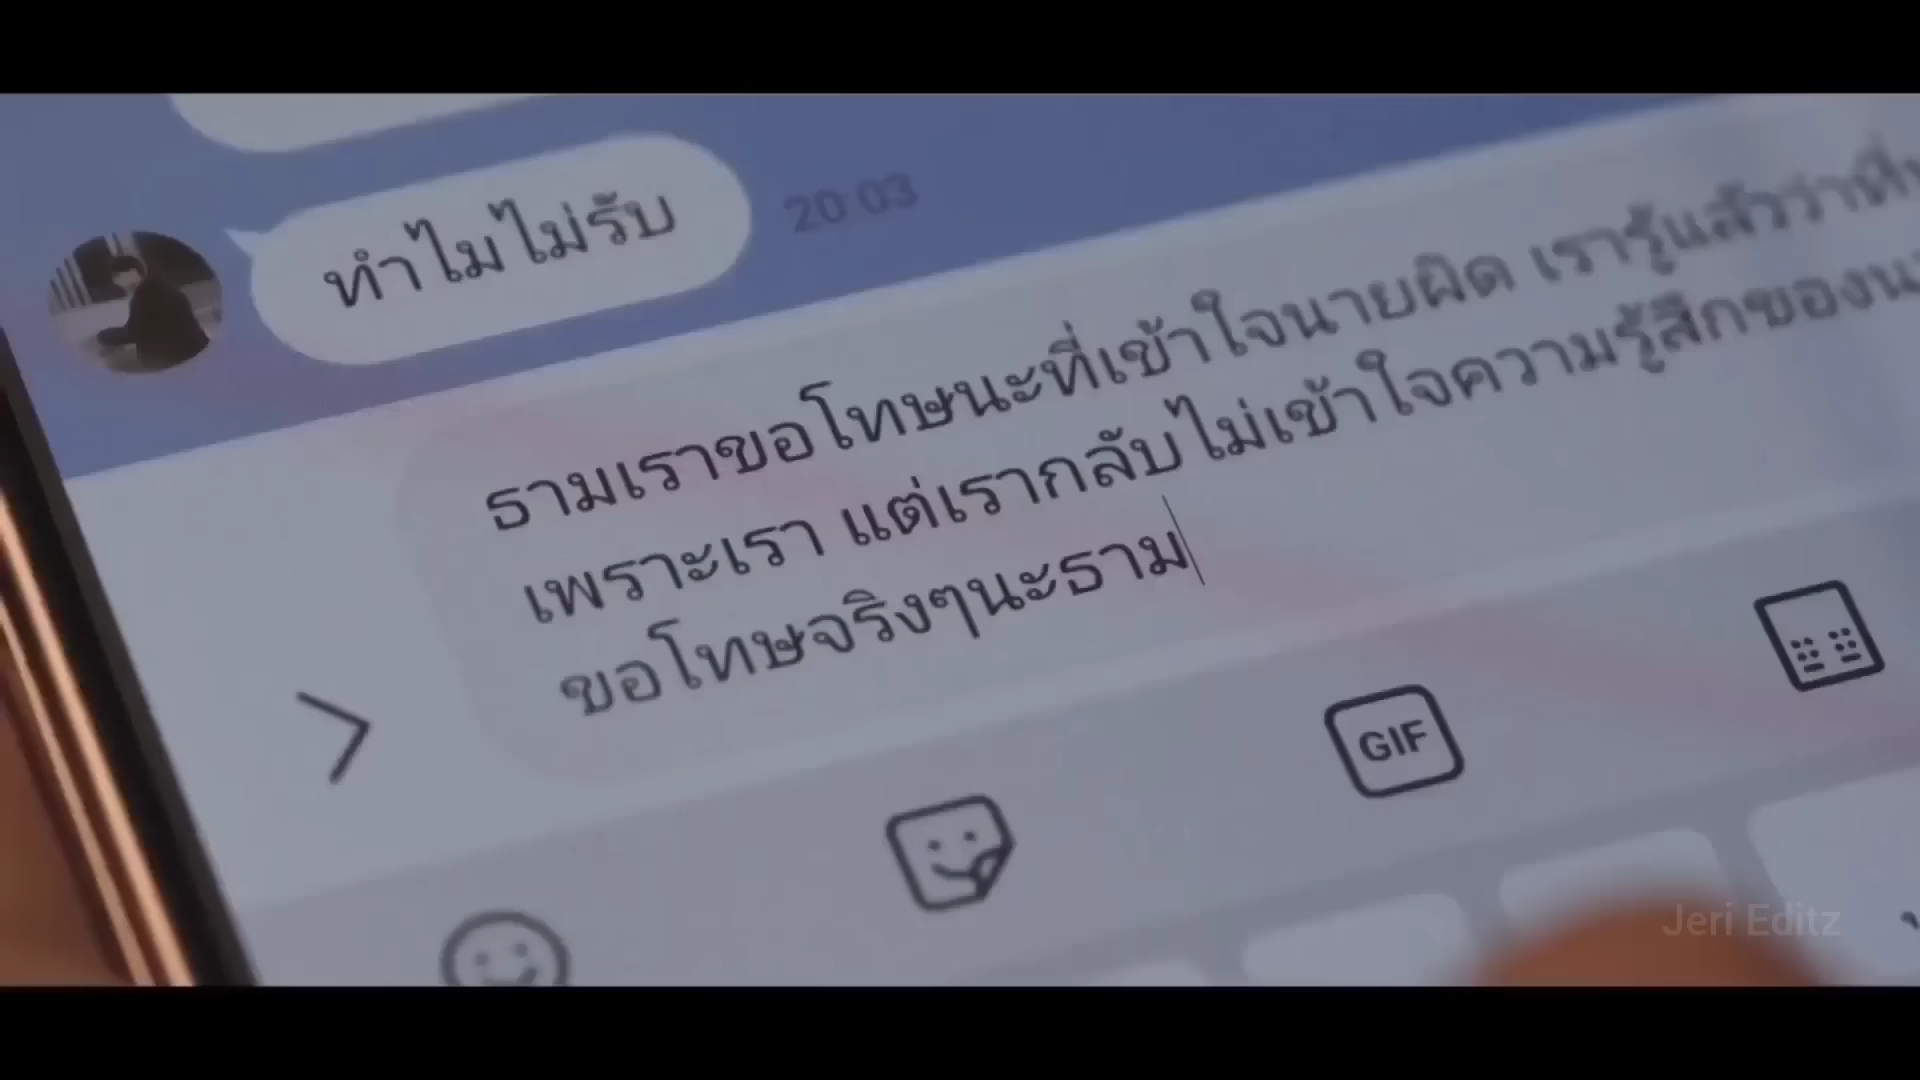 ทำไมไม่รับ
20:03
ธามเราขอโทษนะที่เข้าใจนายผิด เรารู้แล้วว่าที่
เพราะเรา แต่เรากลับไม่เข้าใจความรู้สึกของ
ขอโทษจริงๆนะธาม
GIF
Jeri Editz